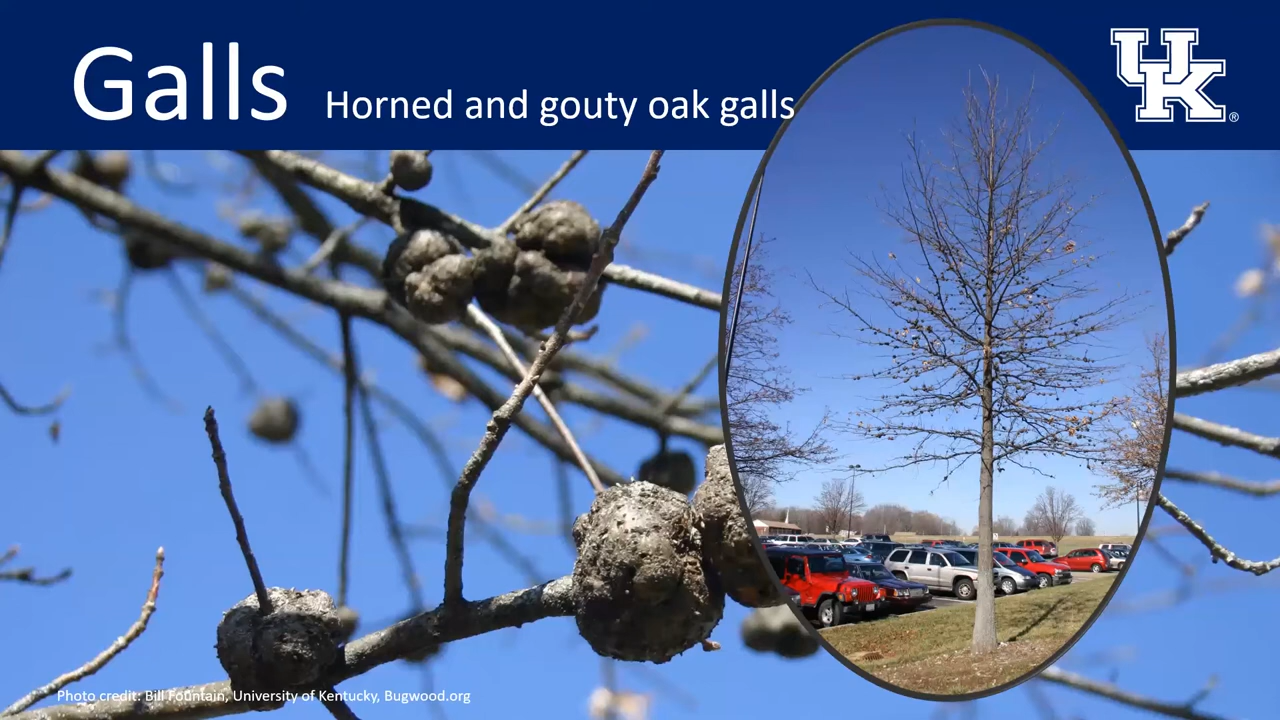 Galls Horned and gouty oak galls
UK®
Photo credit: Bill Fountain, University of Kentucky, Bugwood.org